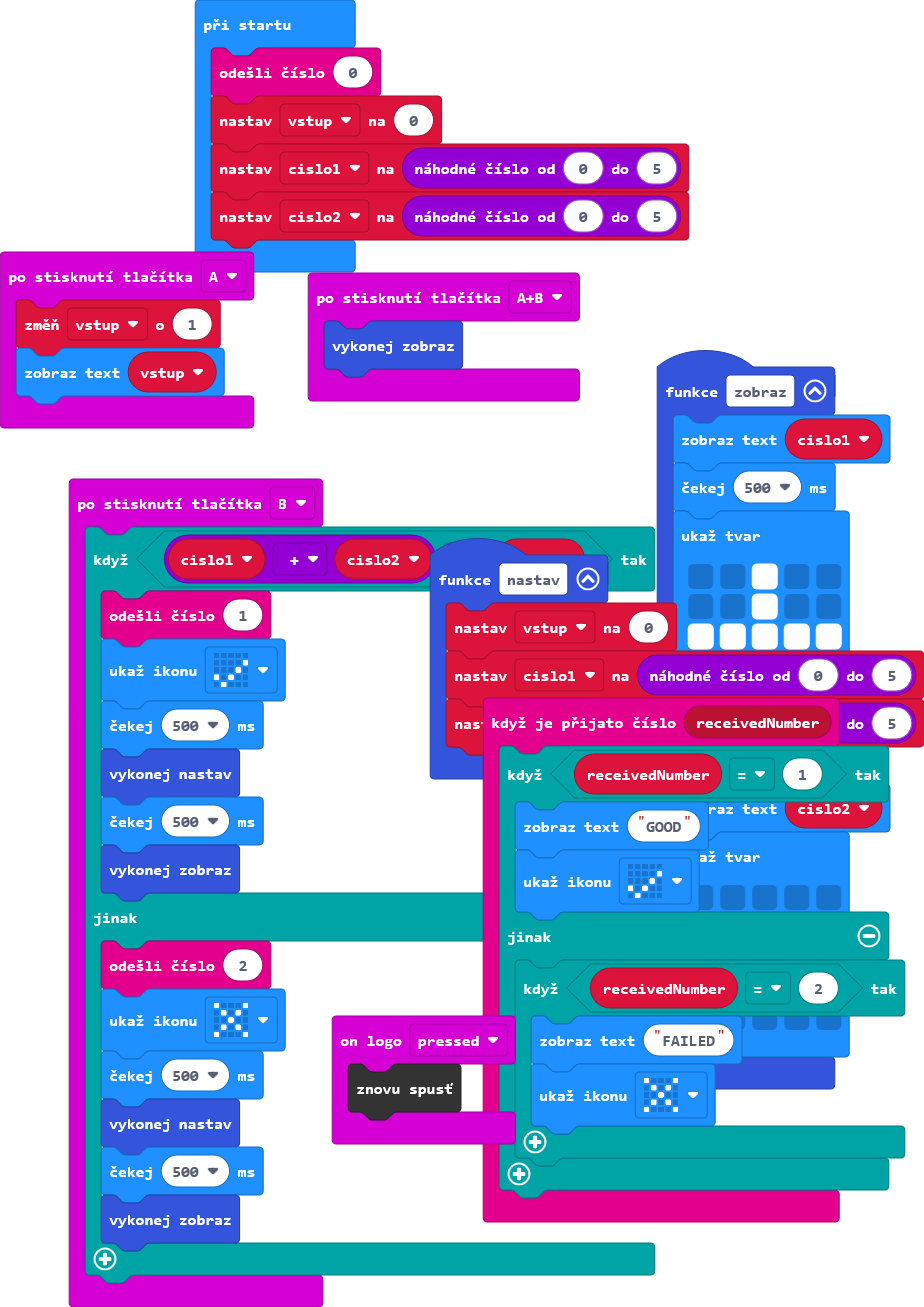 při startu
odešli číslo 0
nastav vstup na 0
nastav cislo1 na náhodné číslo od 0 do 5
nastav cislo2 na náhodné číslo od 0 do 5
po stisknutí tlačítka A
změň vstup o 1
zobraz text vstup
po stisknutí tlačítka A+B
vykonej zobraz
funkce zobraz
zobraz text cislo1
čekej 500 ms
ukaž tvar
po stisknutí tlačítka B
když cislo1 + cislo2 tak
odešli číslo 1
ukaž ikonu
čekej 500 ms
vykonej nastav
čekej 500 ms
vykonej zobraz
jinak
odešli číslo 2
ukaž ikonu
čekej 500 ms
vykonej nastav
čekej 500 ms
vykonej zobraz
funkce nastav
nastav vstup na 0
nastav cislo1 na náhodné číslo od 0 do 5
do 5
když je přijato číslo receivedNumber
když receivedNumber = 1 tak
zobraz text "GOOD"
ukaž ikonu
jinak
když receivedNumber = 2 tak
zobraz text "FAILED"
ukaž ikonu
text cislo2
tvar
on logo pressed
znovu spusť